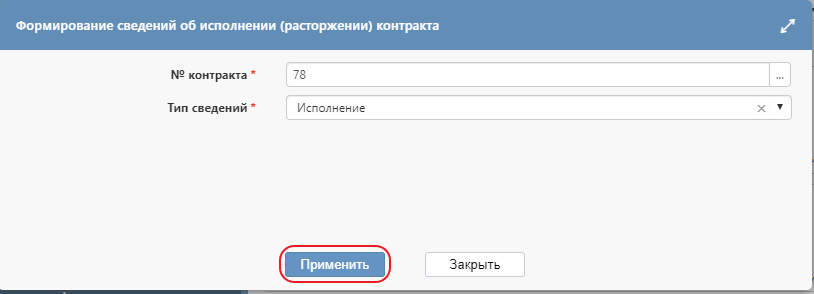 Формирование сведений об исполнении (расторжении) контракта
№ контракта * 78 ...
Тип сведений * Исполнение
Применить Закрыть